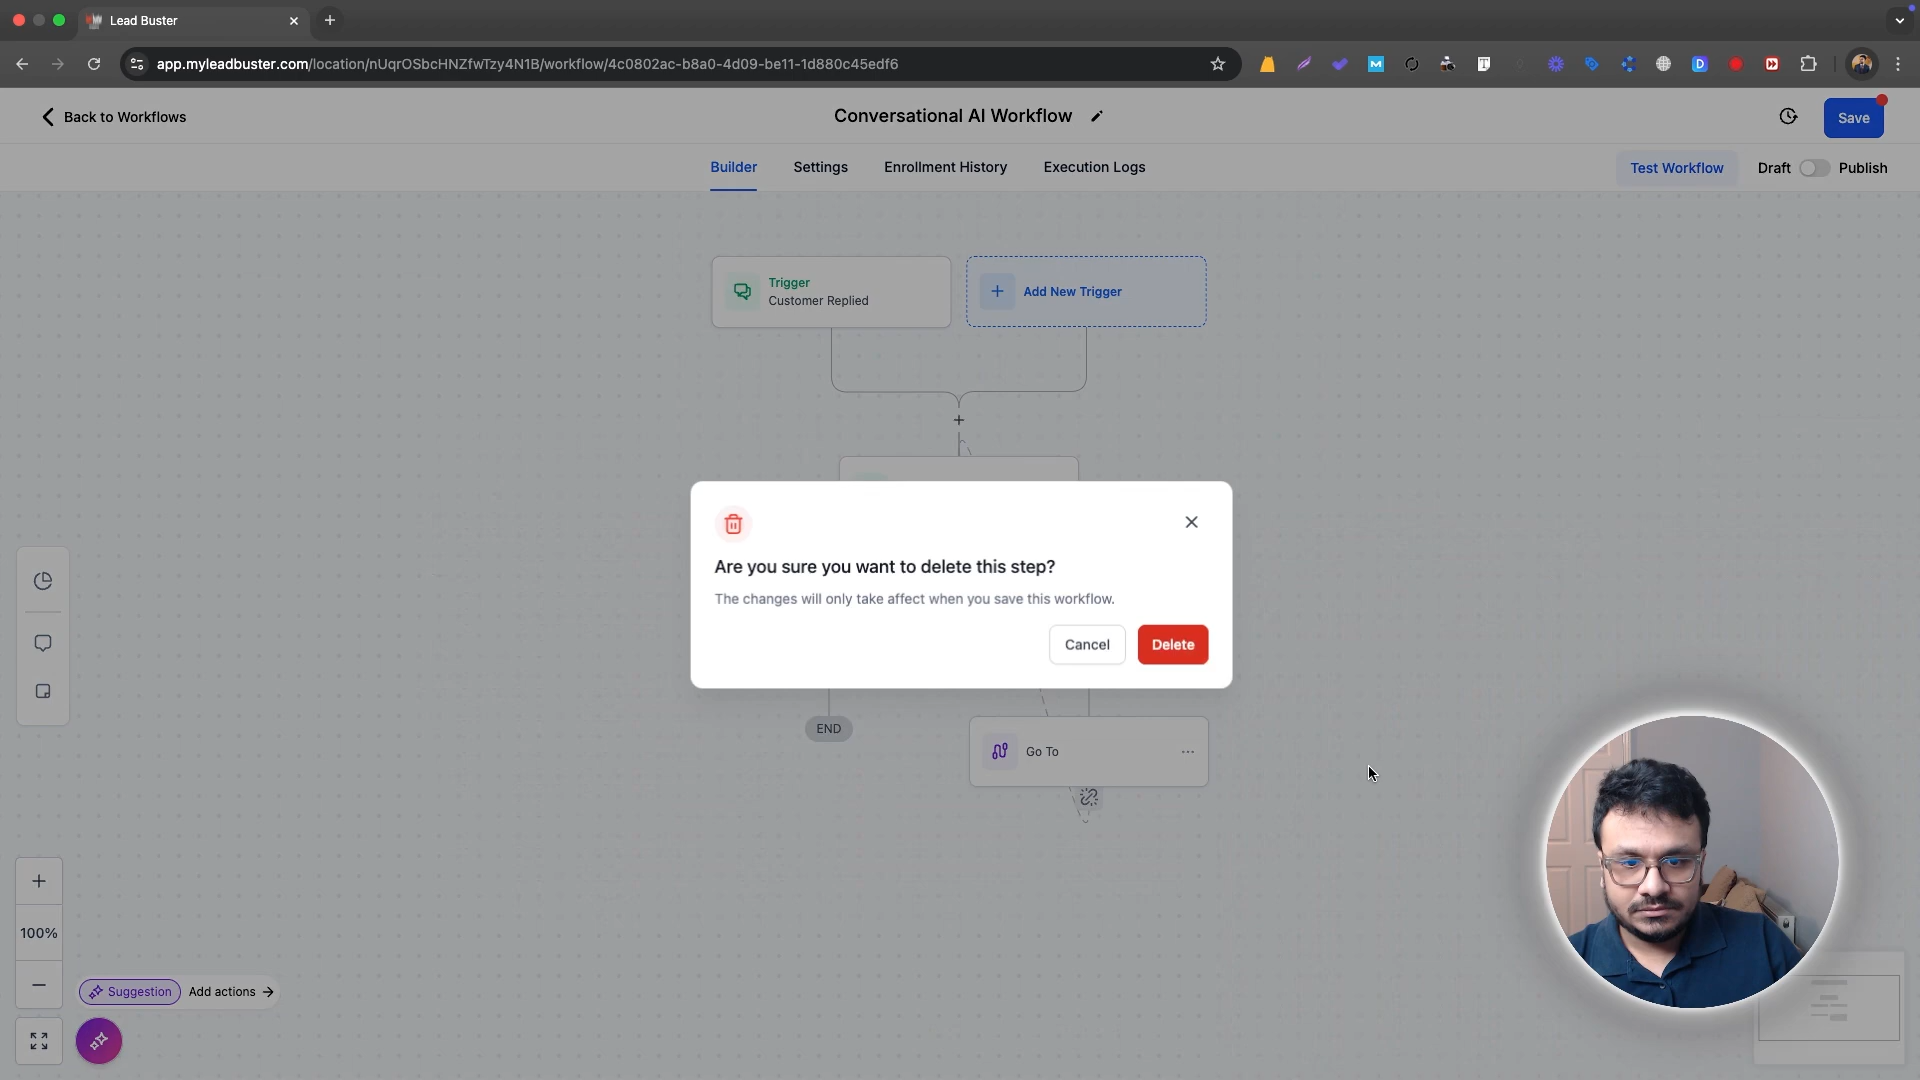 Lead Buster
app.myleadbuster.com/location/nUqrOSbcHNZfwTzy4N1B/workflow/4c0802ac-b8a0-4d09-be11-1d880c45edf6
Back to Workflows
Conversational AI Workflow
Save
Builder
Settings
Enrollment History
Execution Logs
Test Workflow
Draft
Publish
Trigger
Customer Replied
Add New Trigger
Are you sure you want to delete this step?
The changes will only take affect when you save this workflow.
Cancel
Delete
END
Go To
100%
Suggestion
Add actions